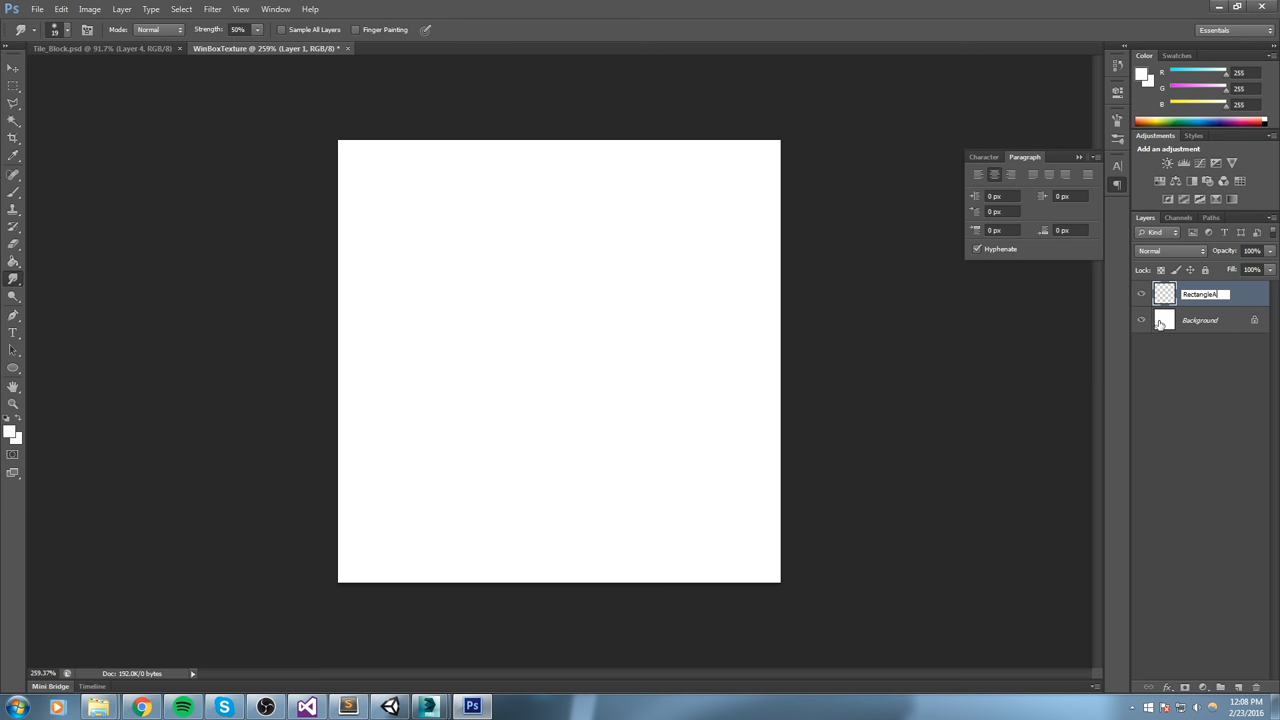 Ps File Edit Image Layer Type Select Filter 3D View Window Help
19 Mode: Normal Strength: 50% Sample All Layers Finger Painting Essentials
Tile_Block.psd @ 91.7% (Layer 4, RGB/8) × WinBoxTexture @ 259% (Layer 1, RGB/8) * ×
Color Swatches
R 255
G 255
B 255
Adjustments Styles
Add an adjustment
Character Paragraph
0 px 0 px
0 px
0 px 0 px
Hyphenate
Layers Channels Paths
Kind
Normal Opacity: 100%
Lock: Fill: 100%
RectangleA
Background
259.37% Doc: 192.0K/0 bytes
Mini Bridge Timeline
12:08 PM
2/23/2016